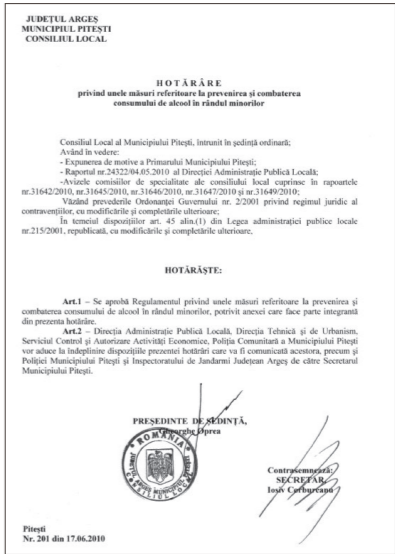 JUDEȚUL ARGEȘ
MUNICIPIUL PITEȘTI
CONSILIUL LOCAL
HOTĂRÂRE
privind unele măsuri referitoare la prevenirea și combaterea
consumului de alcool în rândul minorilor
Consiliul Local al Municipiului Pitești, întrunit în ședință ordinară;
Având în vedere:
- Expunerea de motive a Primarului Municipiului Pitești;
- Raportul nr.24322/04.05.2010 al Direcției Administrație Publică Locală;
-Avizele comisiilor de specialitate ale consiliului local cuprinse în rapoartele
nr.31642/2010, nr.31645/2010, nr.31646/2010, nr.31647/2010 și nr.31649/2010;
Văzând prevederile Ordonanței Guvernului nr. 2/2001 privind regimul juridic al
contravențiilor, cu modificările și completările ulterioare;
În temeiul dispozițiilor art. 45 alin.(1) din Legea administrației publice locale
nr.215/2001, republicată, cu modificările și completările ulterioare,
HOTĂRĂȘTE:
Art.1 – Se aprobă Regulamentul privind unele măsuri referitoare la prevenirea și
combaterea consumului de alcool în rândul minorilor, potrivit anexei care face parte integrantă
din prezenta hotărâre.
Art.2 – Direcția Administrație Publică Locală, Direcția Tehnică și de Urbanism,
Serviciul Control și Autorizare Activități Economice, Poliția Comunitară a Municipiului Pitești
vor aduce la îndeplinire dispozițiile prezentei hotărâri care va fi comunicată acestora, precum și
Poliției Municipiului Pitești și Inspectoratului de Jandarmi Județean Argeș de către Secretarul
Municipiului Pitești.
PREȘEDINTE DE ȘEDINȚĂ,
Gheorghe Oprea
ROMÂNIA
CONSILIUL LOCAL
Contrasemnează:
SECRETAR,
Iosiv Cerbureanu
Pitești
Nr. 201 din 17.06.2010